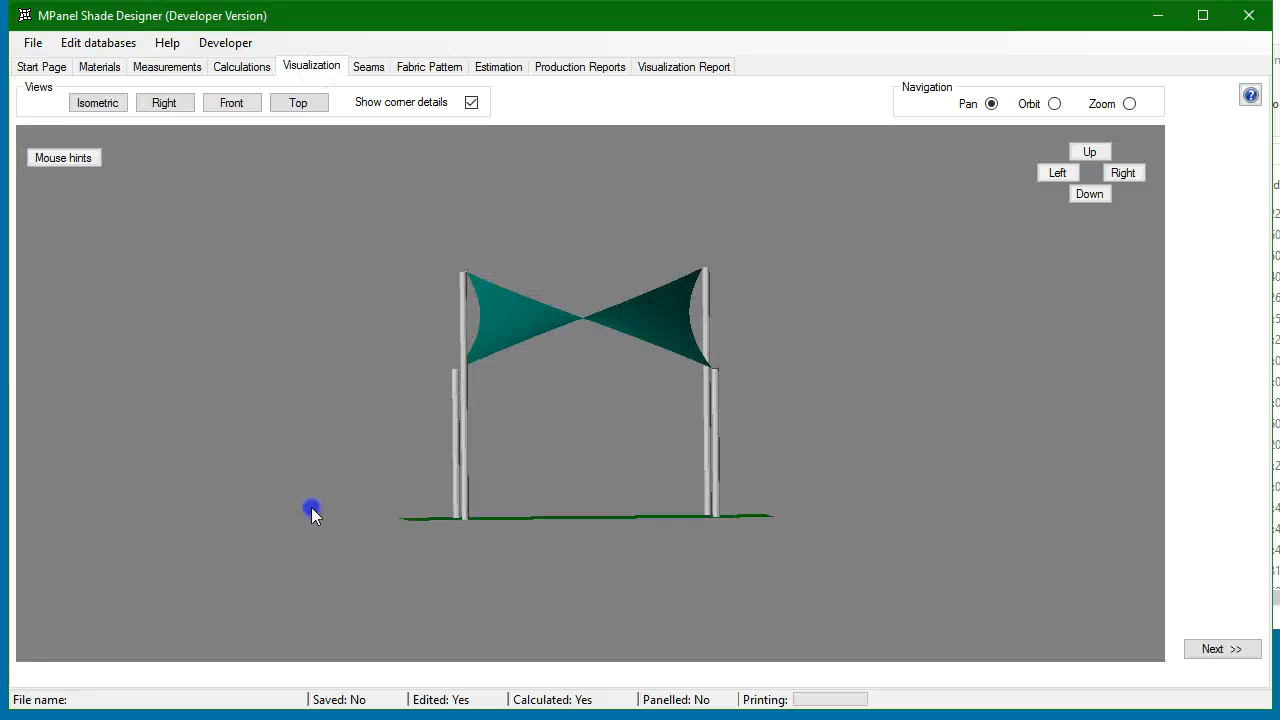 MPanel Shade Designer (Developer Version)
File Edit databases Help Developer
Start Page Materials Measurements Calculations Visualization Seams Fabric Pattern Estimation Production Reports Visualization Report
Views
Isometric Right Front Top Show corner details
Navigation
Pan Orbit Zoom
Mouse hints
Up
Left Right
Down
Next >>
File name: Saved: No Edited: Yes Calculated: Yes Panelled: No Printing: